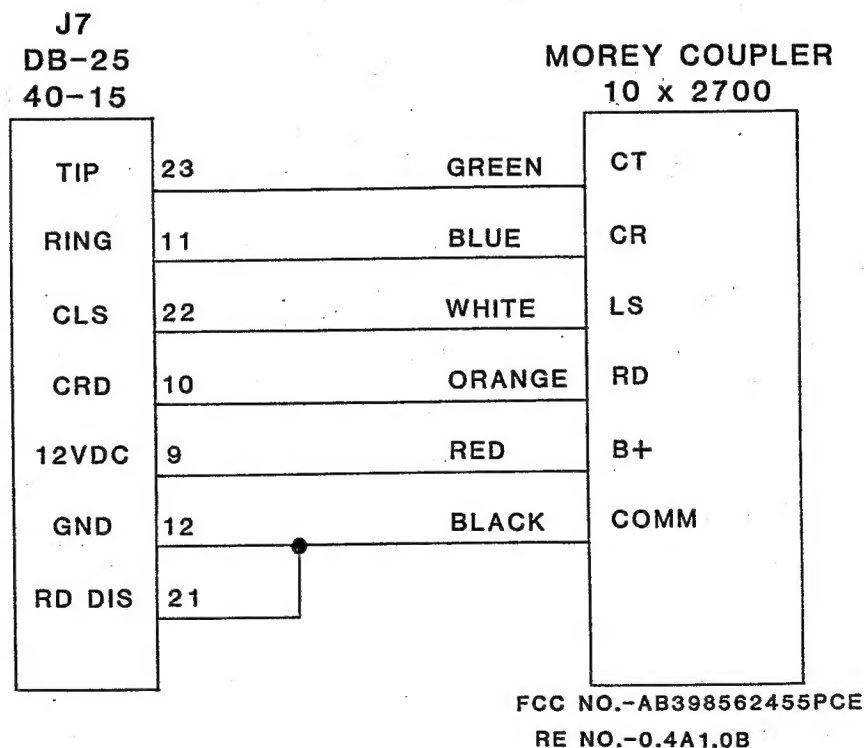 J7
DB-25
40-15
MOREY COUPLER
10 x 2700
TIP 23 GREEN CT
RING 11 BLUE CR
CLS 22 WHITE LS
CRD 10 ORANGE RD
12VDC 9 RED B+
GND 12 BLACK COMM
RD DIS 21
FCC NO.-AB398562455PCE
RE NO.-0.4A1.0B